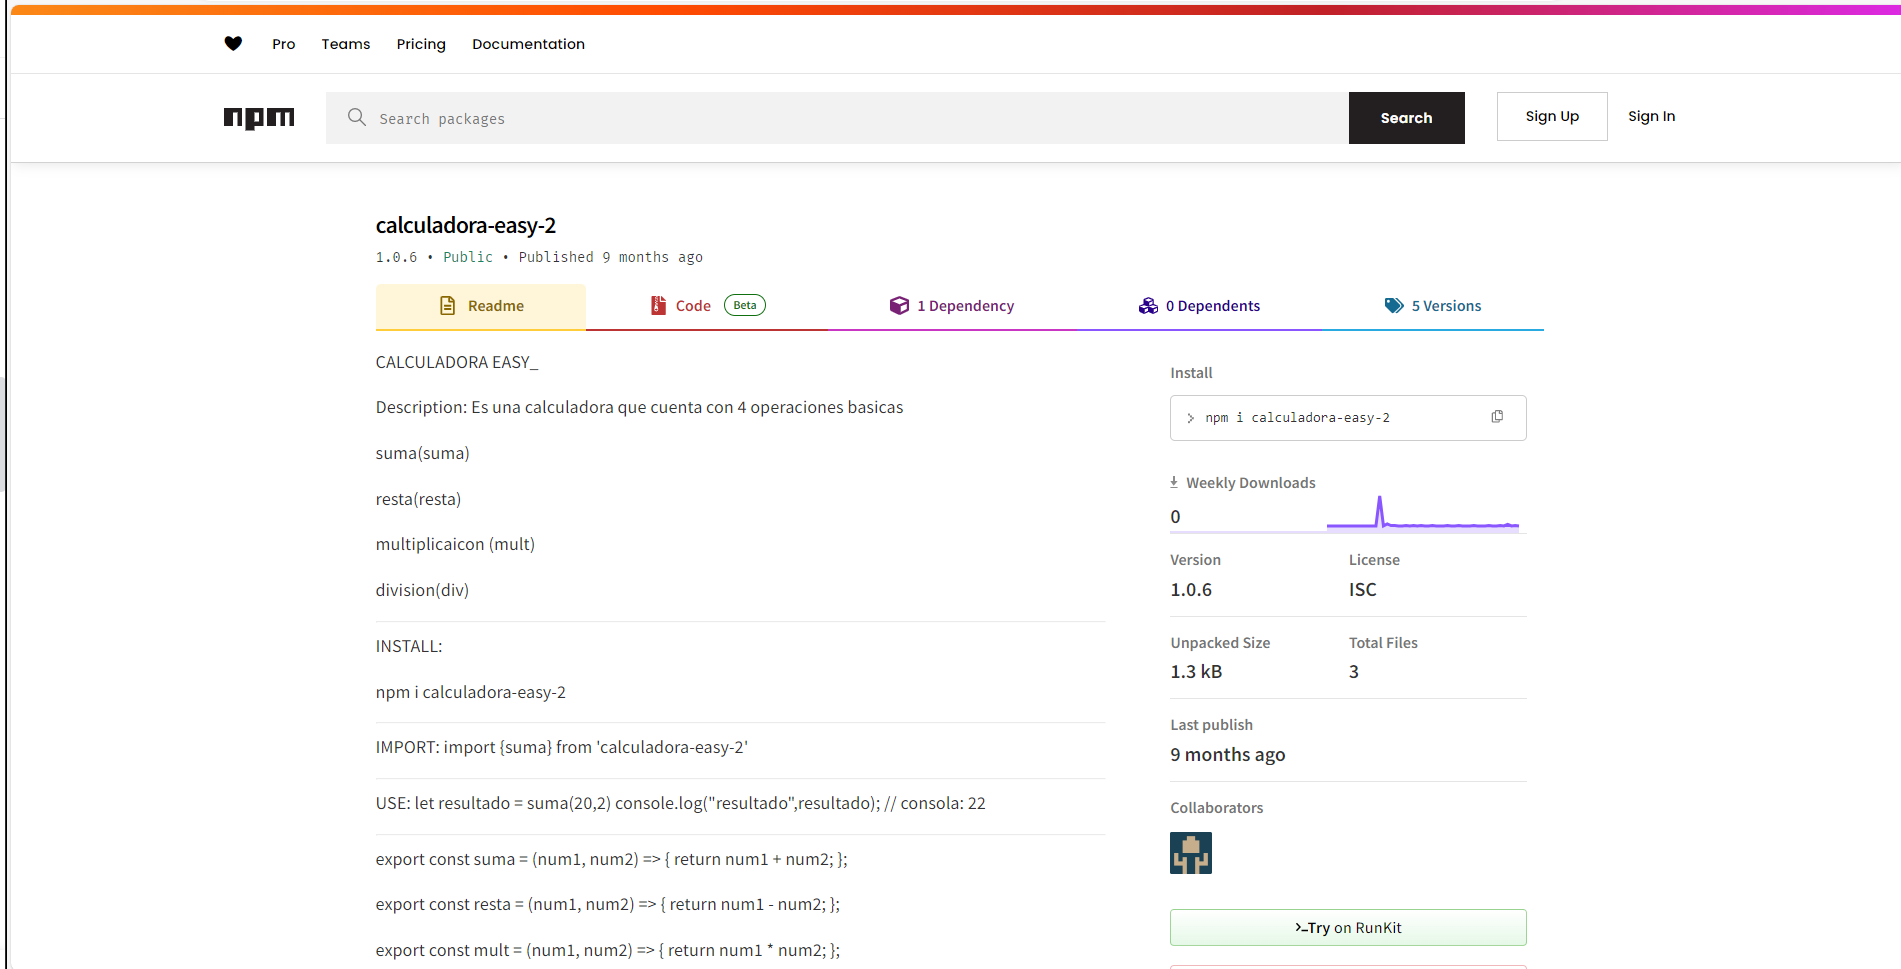 Pro Teams Pricing Documentation
npm Search packages Search Sign Up Sign In
calculadora-easy-2
1.0.6 • Public • Published 9 months ago
Readme Code Beta 1 Dependency 0 Dependents 5 Versions
CALCULADORA EASY_
Description: Es una calculadora que cuenta con 4 operaciones basicas
suma(suma)
resta(resta)
multiplicaicon (mult)
division(div)
INSTALL:
npm i calculadora-easy-2
IMPORT: import {suma} from 'calculadora-easy-2'
USE: let resultado = suma(20,2) console.log("resultado",resultado); // consola: 22
export const suma = (num1, num2) => { return num1 + num2; };
export const resta = (num1, num2) => { return num1 - num2; };
export const mult = (num1, num2) => { return num1 * num2; };
Install
npm i calculadora-easy-2
Weekly Downloads
0
Version License
1.0.6 ISC
Unpacked Size Total Files
1.3 kB 3
Last publish
9 months ago
Collaborators
Try on RunKit